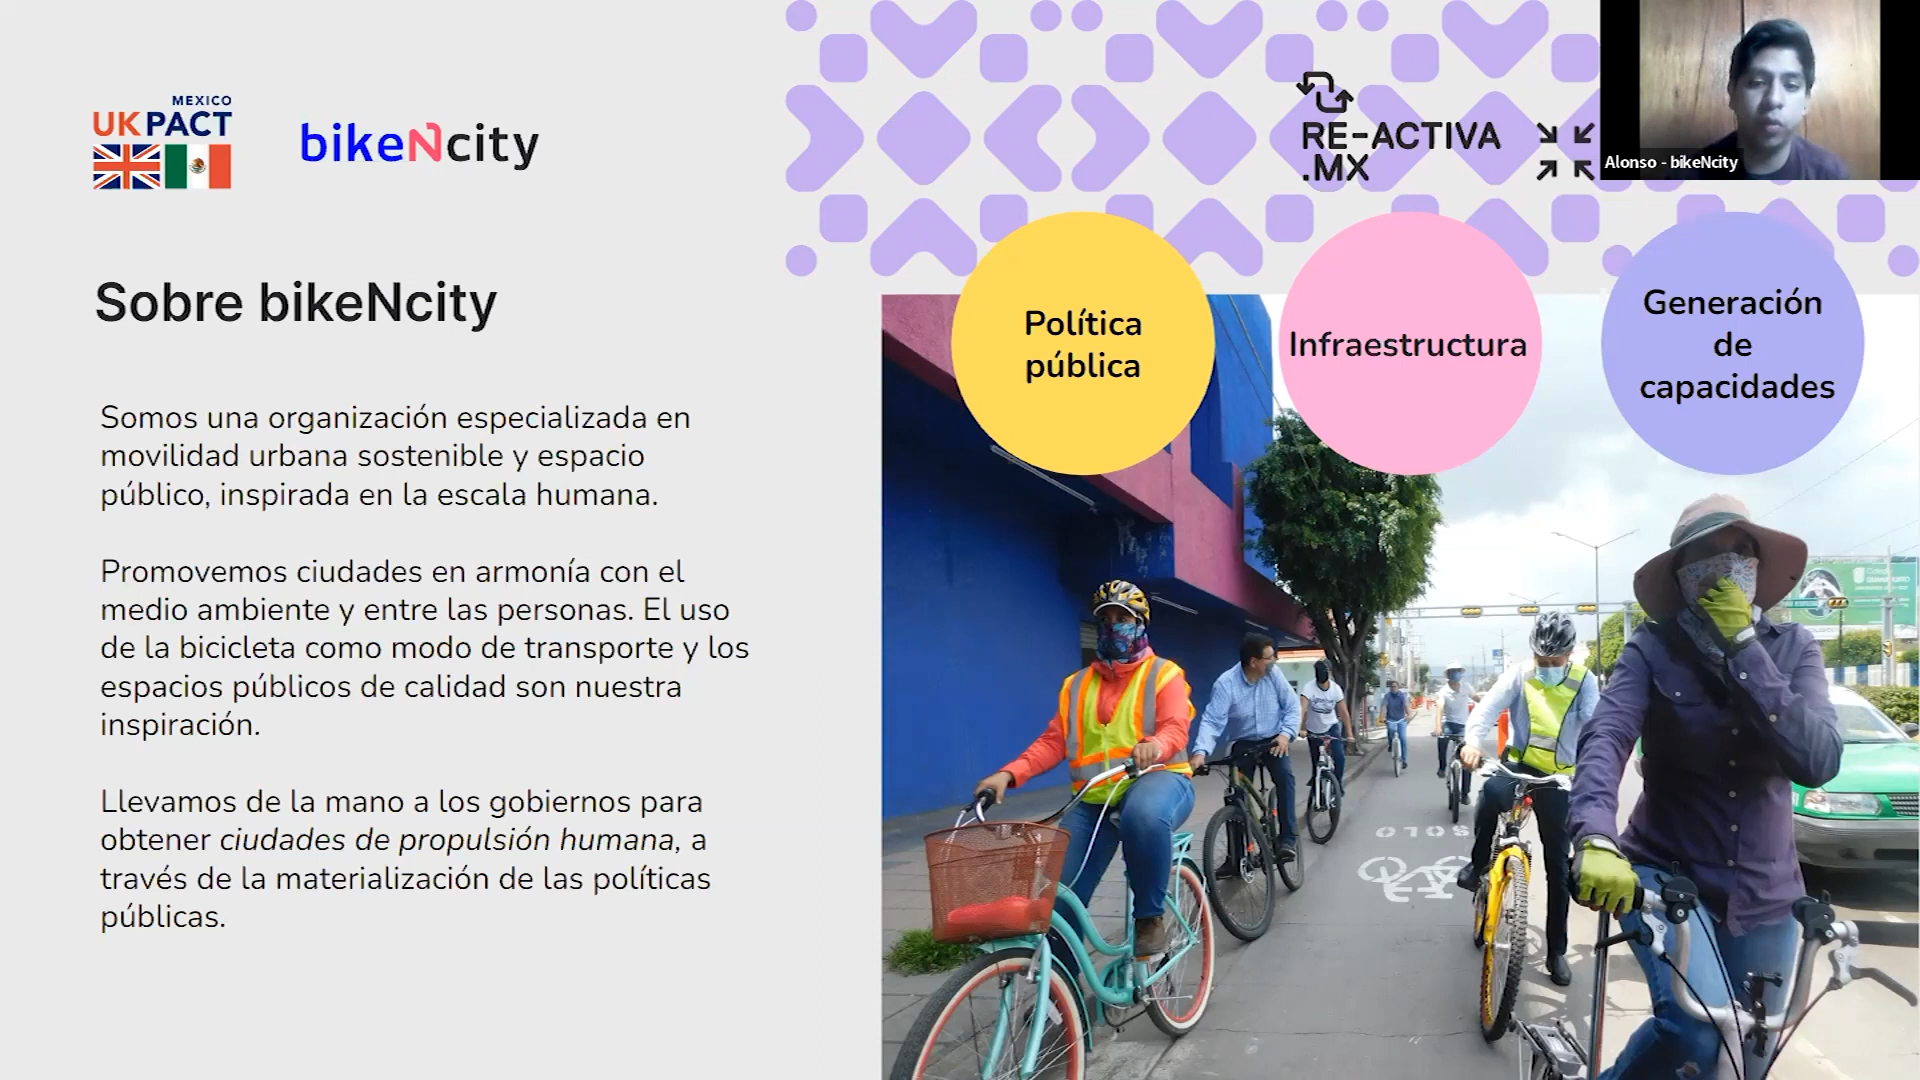 MEXICO
UKPACT
bikeNcity
RE-ACTIVA
.MX
Alonso - bikeNcity
Sobre bikeNcity
Política
pública
Infraestructura
Generación
de
capacidades
Somos una organización especializada en
movilidad urbana sostenible y espacio
público, inspirada en la escala humana.
Promovemos ciudades en armonía con el
medio ambiente y entre las personas. El uso
de la bicicleta como modo de transporte y los
espacios públicos de calidad son nuestra
inspiración.
Llevamos de la mano a los gobiernos para
obtener ciudades de propulsión humana, a
través de la materialización de las políticas
públicas.
SOLO